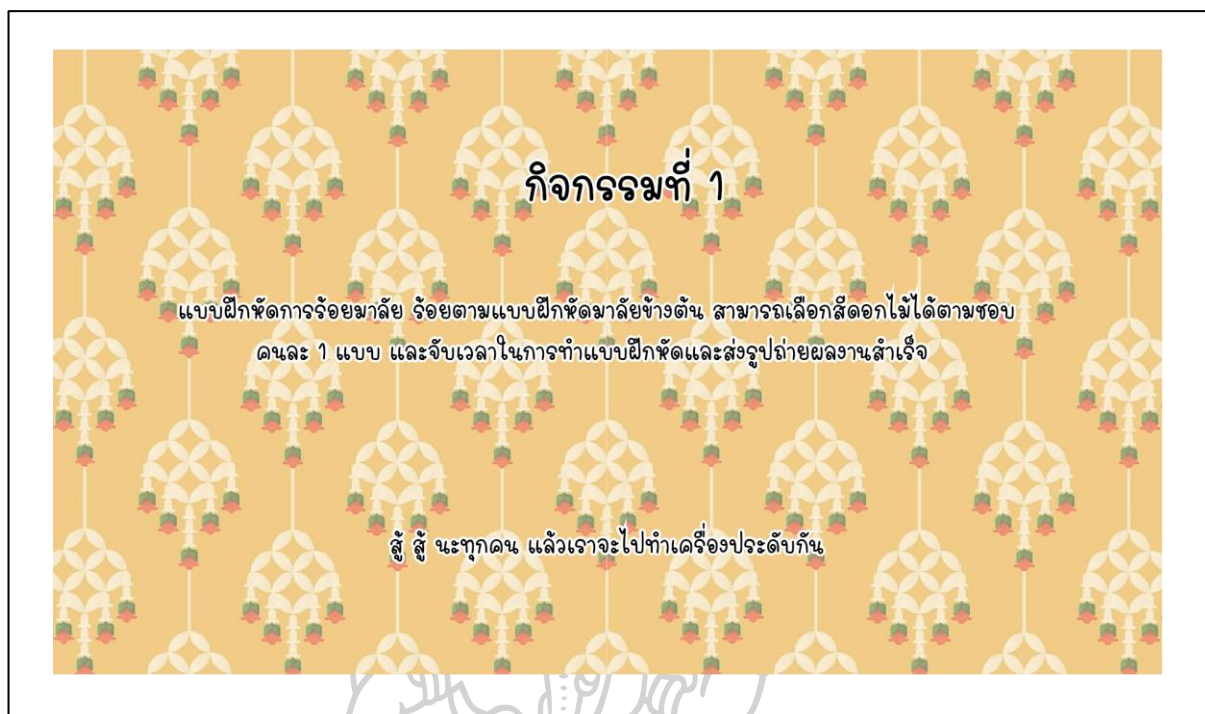 กิจกรรมที่ 1
แบบฝึกหัดการร้อยมาลัย ร้อยตามแบบฝึกหัดมาลัยข้างต้น สามารถเลือกสีดอกไม้ได้ตามชอบ
คนละ 1 แบบ และจับเวลาในการทำแบบฝึกหัดและส่งรูปถ่ายผลงานสำเร็จ
สู้ สู้ นะทุกคน แล้วเราจะไปทำเครื่องประดับกัน